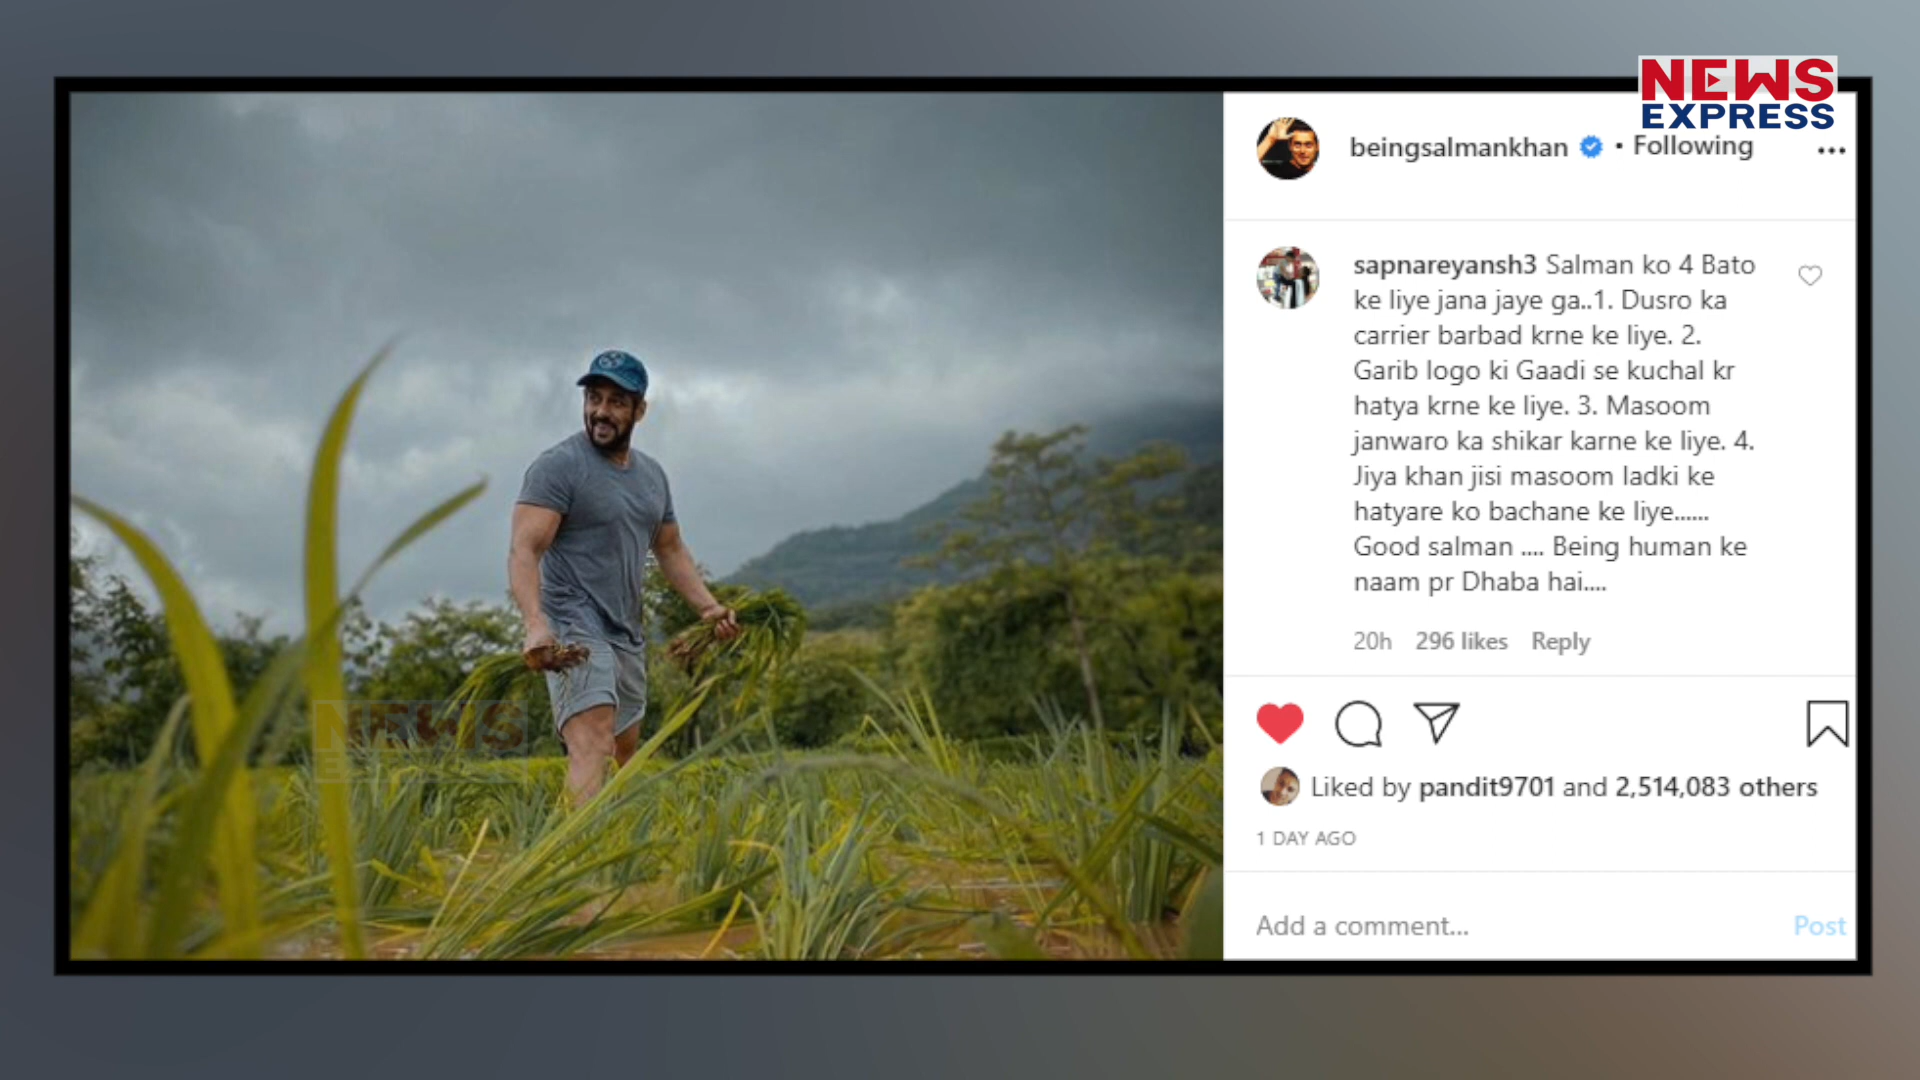 NEWS
EXPRESS
beingsalmankhan • Following
sapnareyansh3 Salman ko 4 Bato
ke liye jana jaye ga..1. Dusro ka
carrier barbad krne ke liye. 2.
Garib logo ki Gaadi se kuchal kr
hatya krne ke liye. 3. Masoom
janwaro ka shikar karne ke liye. 4.
Jiya khan jisi masoom ladki ke
hatyare ko bachane ke liye......
Good salman .... Being human ke
naam pr Dhaba hai....
20h 296 likes Reply
NEWS
Liked by pandit9701 and 2,514,083 others
1 DAY AGO
Add a comment... Post